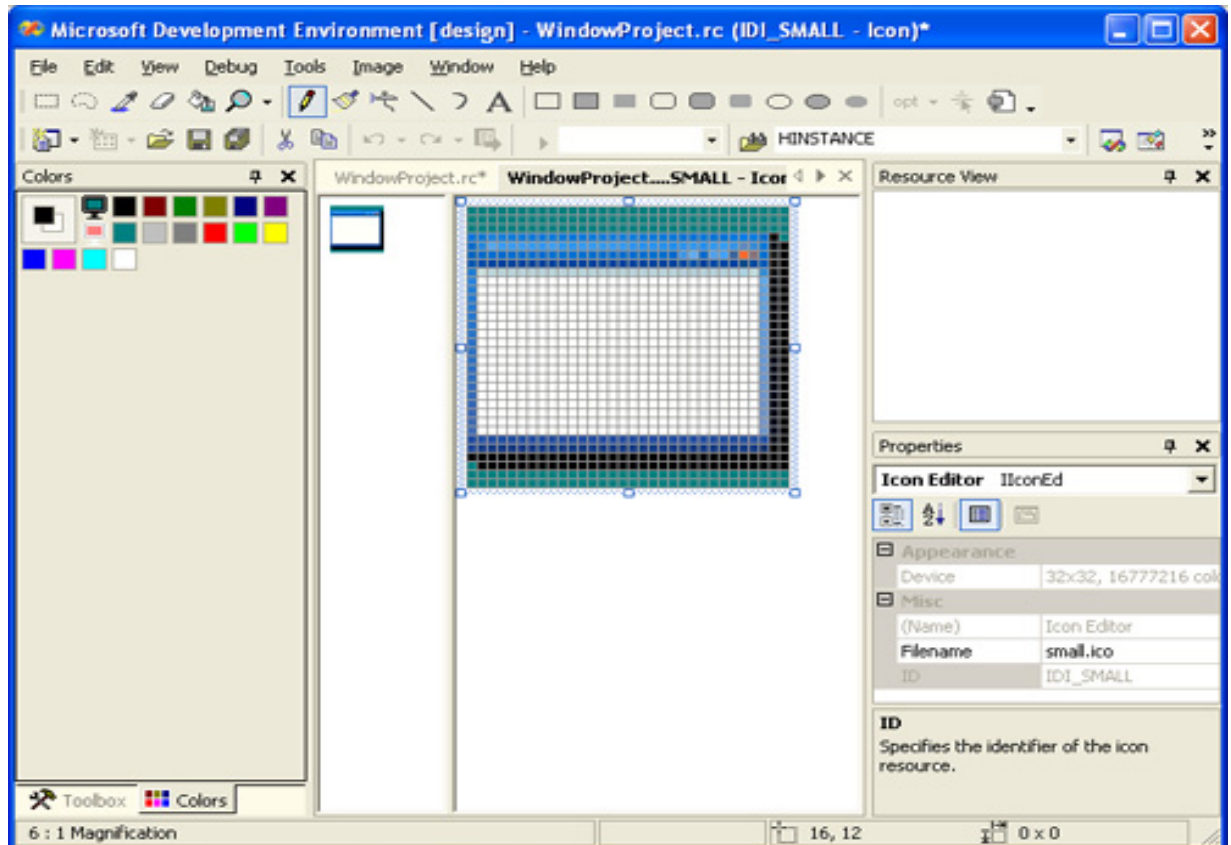 Microsoft Development Environment [design] - WindowProject.rc (IDI_SMALL - Icon)*
File Edit View Debug Tools Image Window Help
A opt
HINSTANCE
Colors
WindowProject.rc* WindowProject....SMALL - Icon
Resource View
Properties
Icon Editor IIconEd
A Z
Appearance
Device 32x32, 16777216 colo
Misc
(Name) Icon Editor
Filename small.ico
ID IDI_SMALL
ID
Specifies the identifier of the icon
resource.
Toolbox Colors
6 : 1 Magnification 16, 12 0 x 0